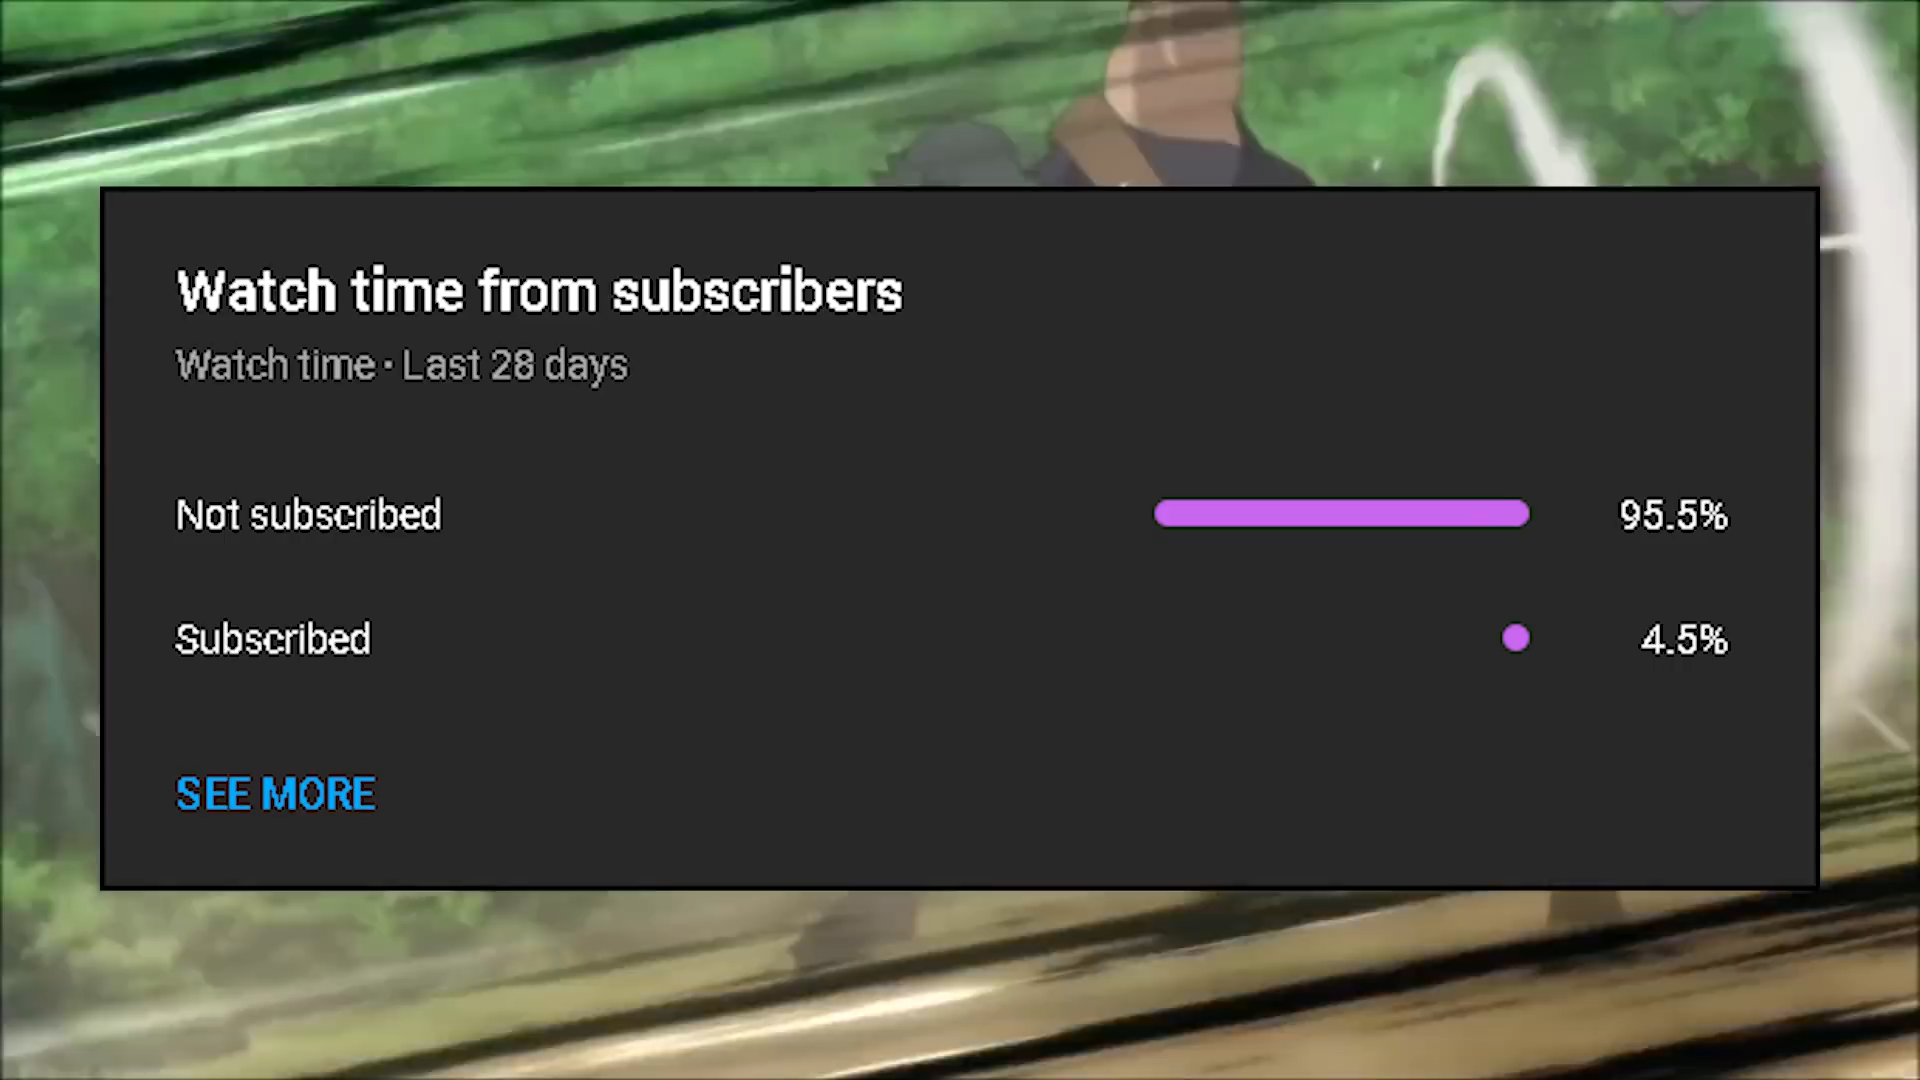 Watch time from subscribers
Watch time · Last 28 days
Not subscribed 95.5%
Subscribed 4.5%
SEE MORE